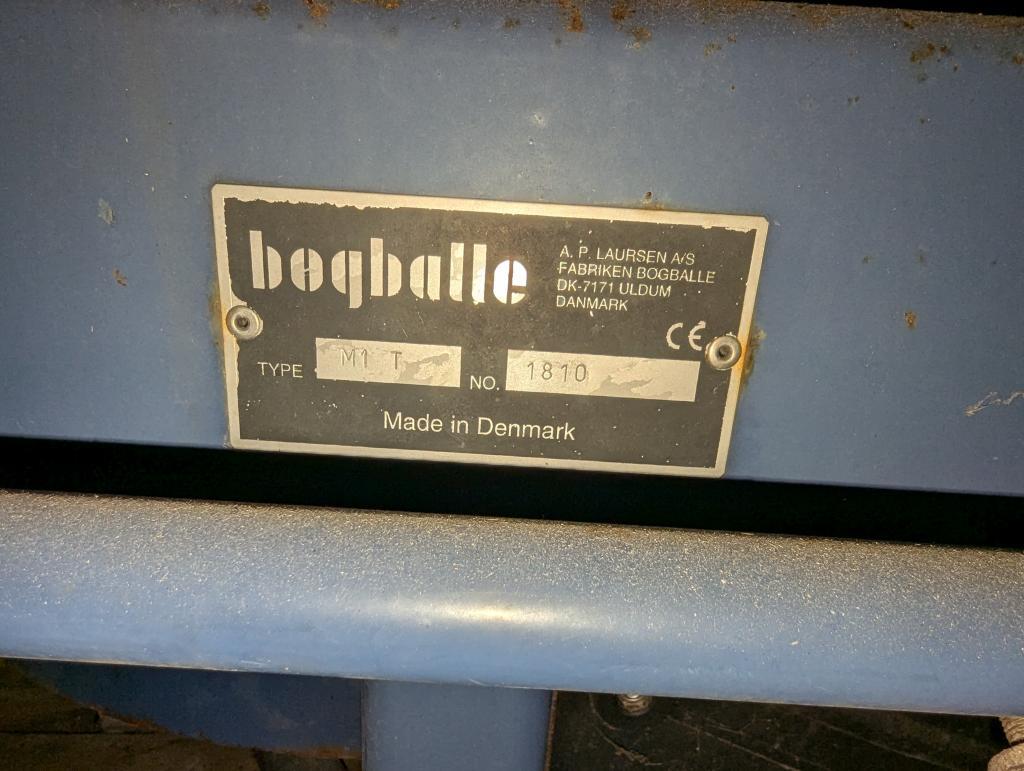 bogballe
A. P. LAURSEN A/S
FABRIKEN BOGBALLE
DK-7171 ULDUM
DANMARK
CE
TYPE M1 T NO. 1810
Made in Denmark